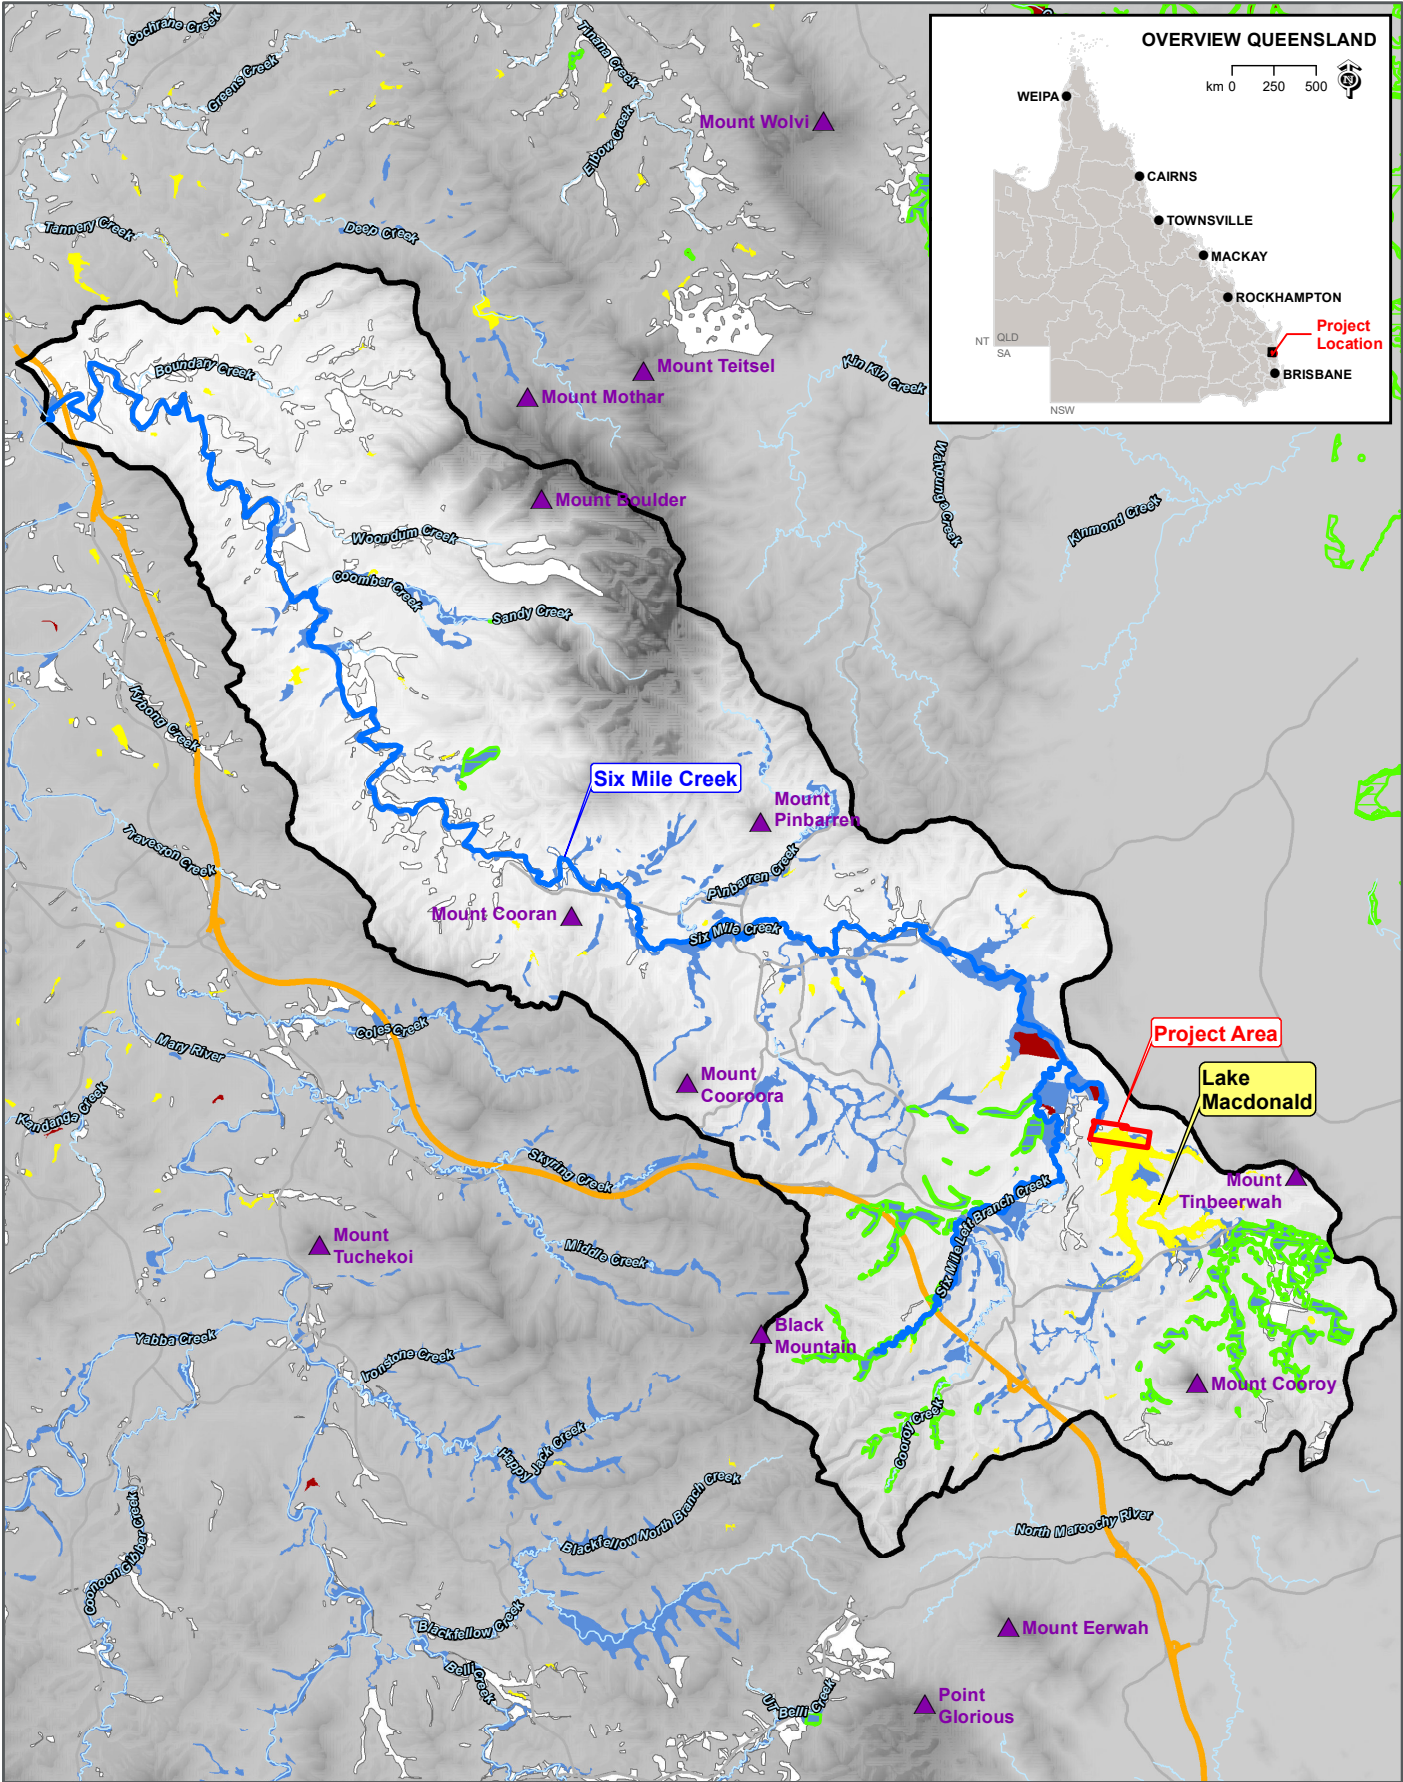 OVERVIEW QUEENSLAND
km 0 250 500
N
WEIPA
CAIRNS
TOWNSVILLE
MACKAY
ROCKHAMPTON
Project
Location
BRISBANE
NT
QLD
SA
NSW
Cochrane Creek
Greens Creek
Tinana Creek
Elbow Creek
Mount Wolvi
Tannery Creek
Deep Creek
Boundary Creek
Mount Teitsel
Mount Mothar
Kin Kin Creek
Mount Boulder
Wahpunga Creek
Kinmond Creek
Woondum Creek
Coomber Creek
Sandy Creek
Kybong Creek
Six Mile Creek
Mount
Pinbarren
Traveston Creek
Pinbarren Creek
Mount Cooran
Six Mile Creek
Coles Creek
Mary River
Project Area
Lake
Macdonald
Mount
Cooroora
Kandanga Creek
Skyring Creek
Mount
Tinbeerwah
Six Mile Left Branch Creek
Mount
Tuchekoi
Middle Creek
Yabba Creek
Black
Mountain
Ironstone Creek
Mount Cooroy
Cooroy Creek
Happy Jack Creek
Blackfellow North Branch Creek
North Maroochy River
Coonoon Gibber Creek
Blackfellow Creek
Mount Eerwah
Belli Creek
UT Belli Creek
Point
Glorious